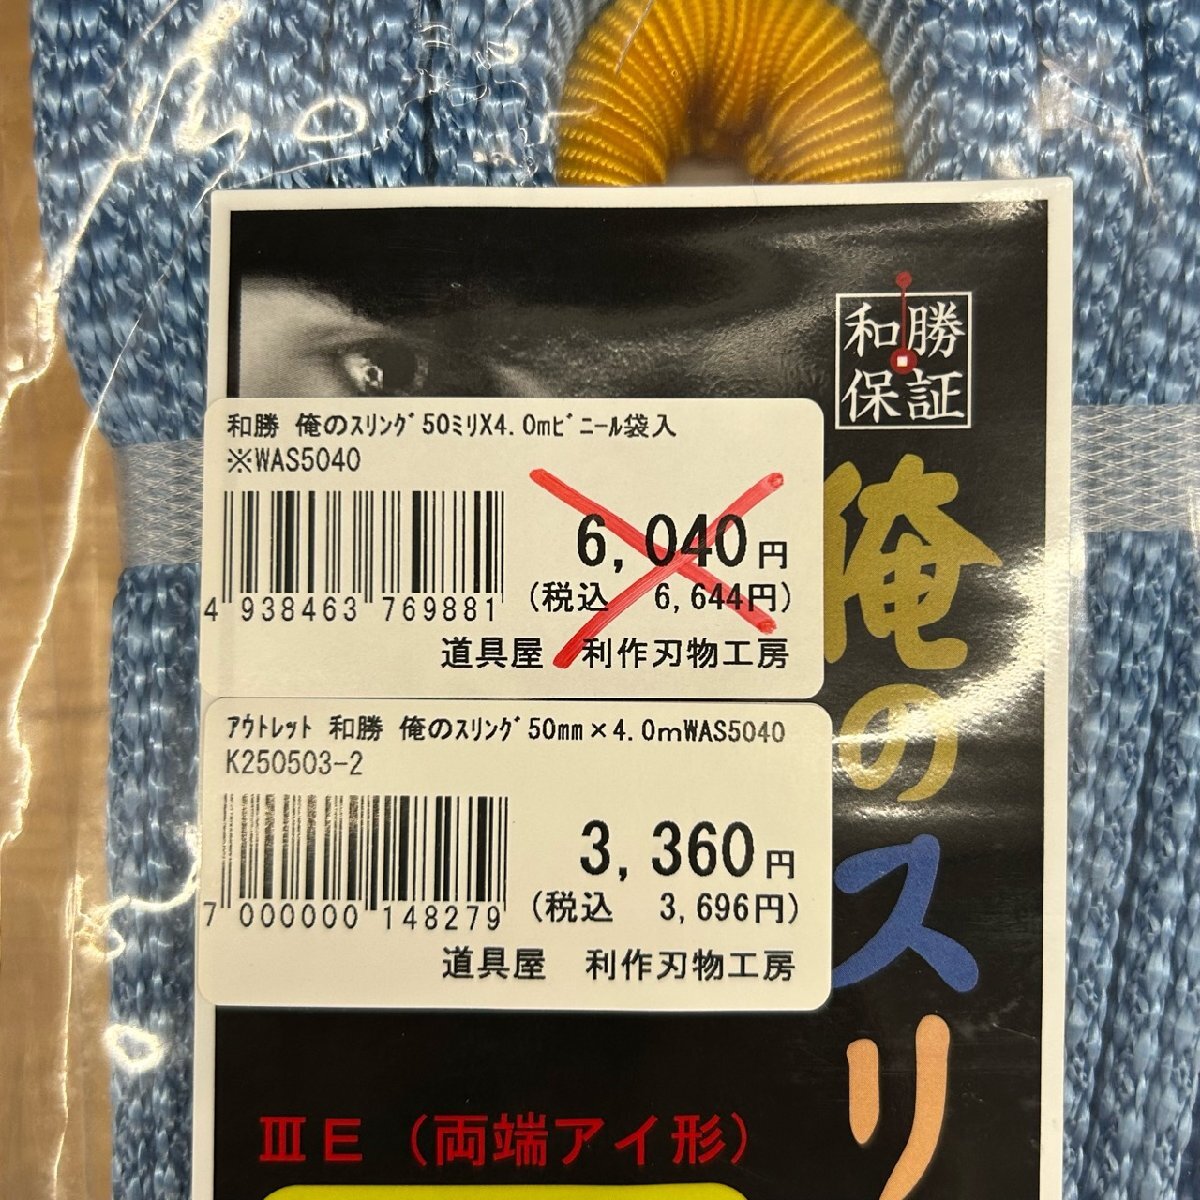 和勝
保証
和勝 俺のｽﾘﾝｸﾞ50ﾐﾘX4.0mﾋﾞﾆｰﾙ袋入
※WAS5040
6,040円
(税込 6,644円)
4 938463 769881
道具屋 利作刃物工房
ｱｳﾄﾚｯﾄ 和勝 俺のｽﾘﾝｸﾞ50mm×4.0mWAS5040
K250503-2
3,360円
(税込 3,696円)
7 000000 148279
道具屋 利作刃物工房
俺のスリ
ⅢE（両端アイ形）